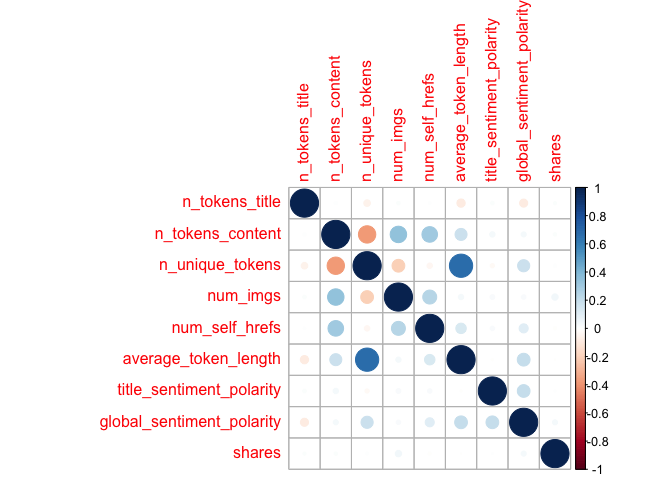 n_tokens_title
n_tokens_content
n_unique_tokens
num_imgs
num_self_hrefs
average_token_length
title_sentiment_polarity
global_sentiment_polarity
shares
n_tokens_title
n_tokens_content
n_unique_tokens
num_imgs
num_self_hrefs
average_token_length
title_sentiment_polarity
global_sentiment_polarity
shares
1
0.8
0.6
0.4
0.2
0
-0.2
-0.4
-0.6
-0.8
-1